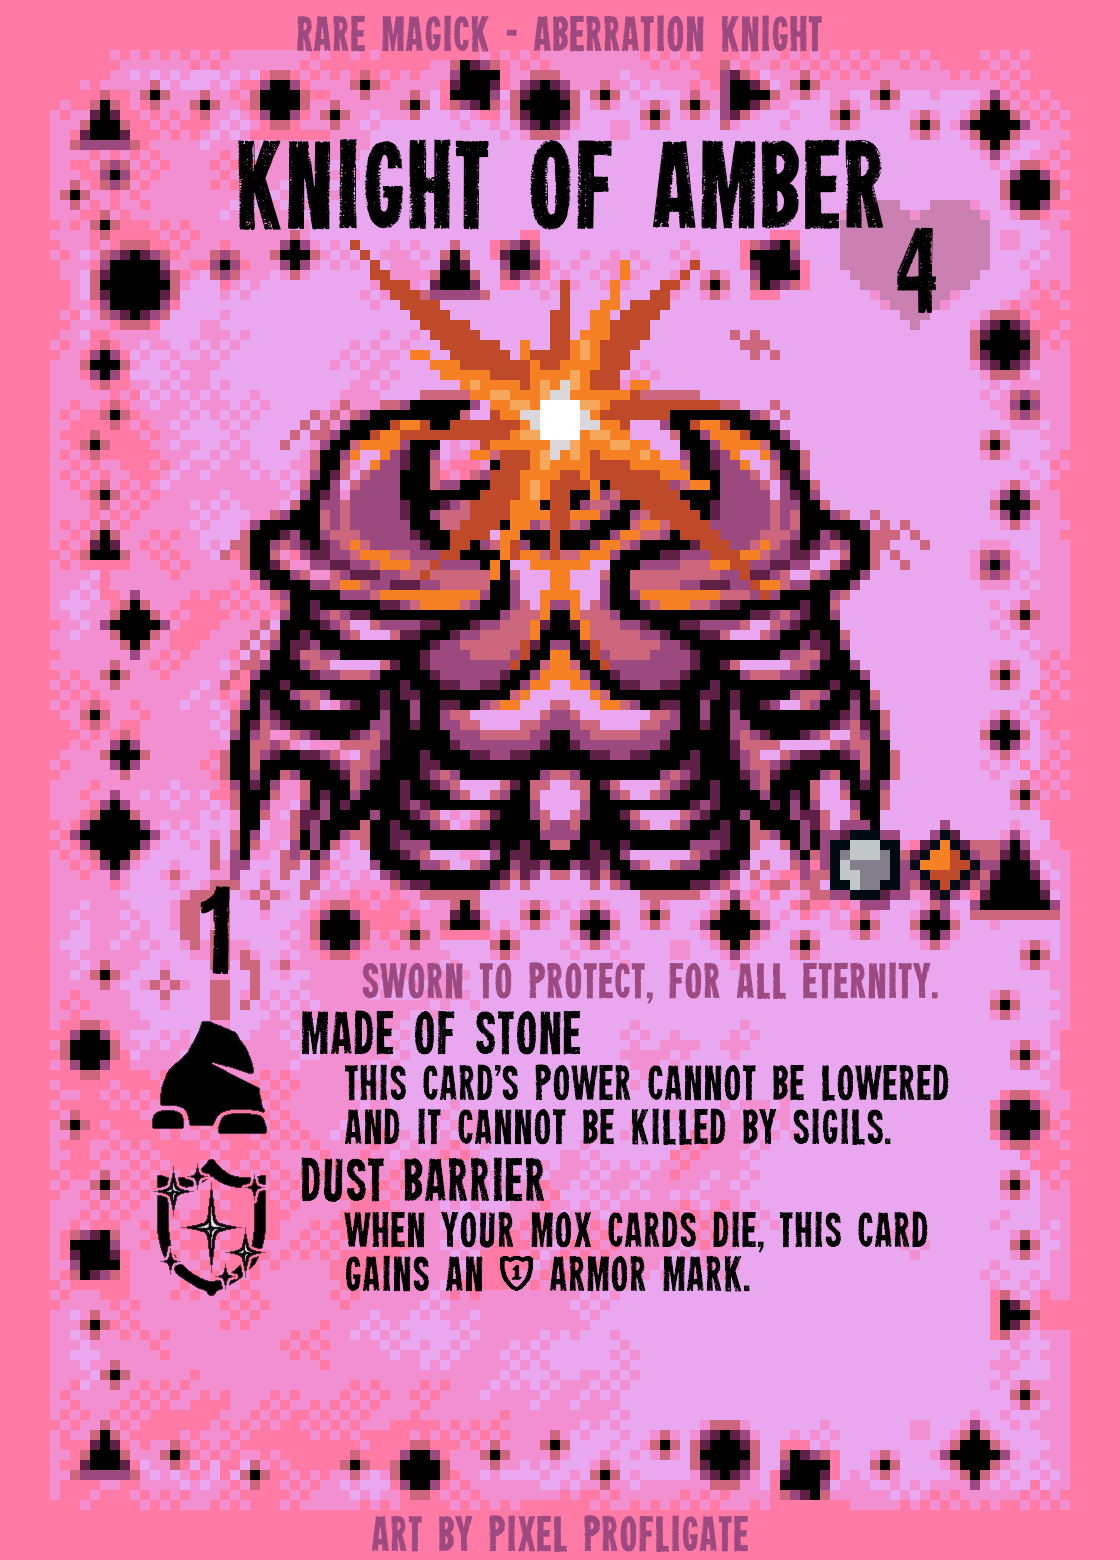 RARE MAGICK - ABERRATION KNIGHT
KNIGHT OF AMBER
4
1
SWORN TO PROTECT, FOR ALL ETERNITY.
MADE OF STONE
THIS CARD'S POWER CANNOT BE LOWERED
AND IT CANNOT BE KILLED BY SIGILS.
DUST BARRIER
WHEN YOUR MOX CARDS DIE, THIS CARD
GAINS AN 1 ARMOR MARK.
ART BY PIXEL PROFLIGATE